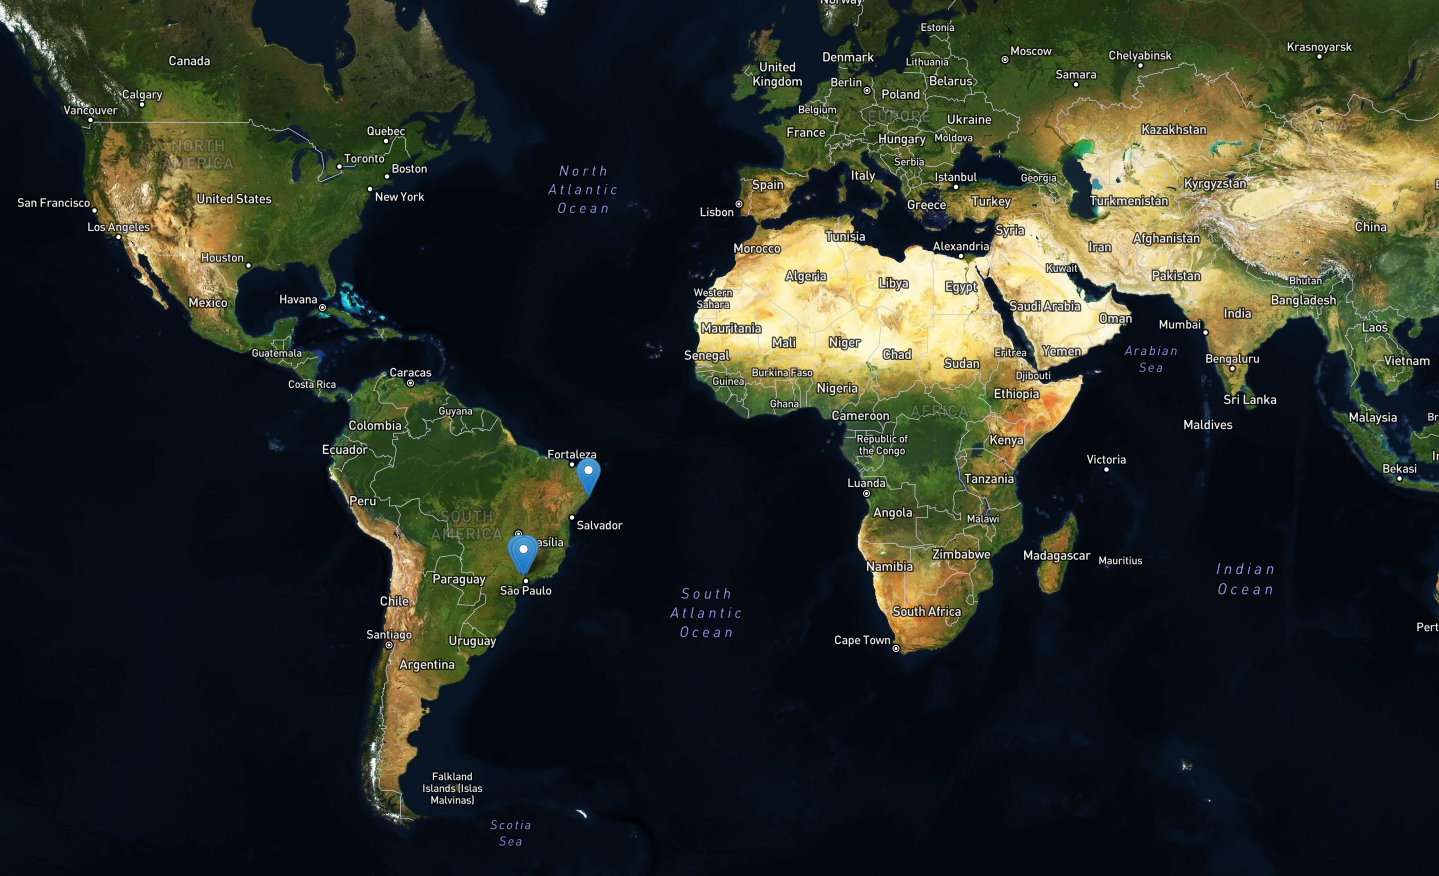 Norway
Estonia
Moscow
Krasnoyarsk
Canada
United
Kingdom
Denmark
Lithuania
Chelyabinsk
Samara
Berlin
Belarus
Poland
Calgary
Vancouver
Belgium
EUROPE
Ukraine
Quebec
France
Hungary
Moldova
Kazakhstan
NORTH
AMERICA
Toronto
Boston
Serbia
North
Atlantic
Ocean
Italy
Istanbul
Georgia
Kyrgyzstan
Spain
United States
New York
San Francisco
Lisbon
Greece
Turkey
Turkmenistan
Los Angeles
Tunisia
Syria
China
Morocco
Alexandria
Iran
Afghanistan
Houston
Algeria
Libya
Egypt
Kuwait
Pakistan
Bhutan
Mexico
Havana
Western
Sahara
Saudi Arabia
Bangladesh
Oman
India
Mumbai
Mauritania
Mali
Niger
Chad
Laos
Guatemala
Senegal
Sudan
Eritrea
Yemen
Arabian
Sea
Bengaluru
Vietnam
Caracas
Costa Rica
Guinea
Burkina Faso
Nigeria
Djibouti
Ethiopia
Guyana
Ghana
Cameroon
AFRICA
Sri Lanka
Colombia
Maldives
Malaysia
Br
Ecuador
Fortaleza
Republic of
the Congo
Kenya
Victoria
In
Bekasi
Peru
Luanda
Tanzania
SOUTH
AMERICA
Salvador
Angola
Malawi
asília
Zimbabwe
Madagascar
Mauritius
Paraguay
São Paulo
Namibia
Indian
Ocean
Chile
South
Atlantic
Ocean
South Africa
Santiago
Uruguay
Cape Town
Pert
Argentina
Falkland
Islands (Islas
Malvinas)
Scotia
Sea